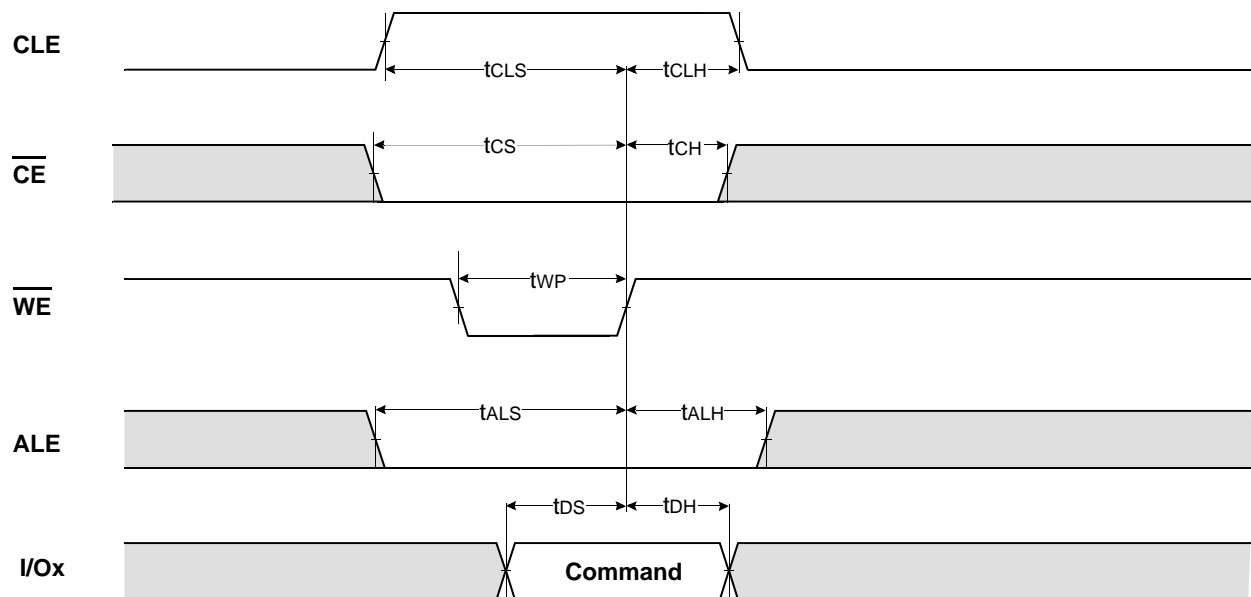 CLE
tCLS
tCLH
CE
tCS
tCH
WE
tWP
ALE
tALS
tALH
tDS
tDH
I/Ox
Command